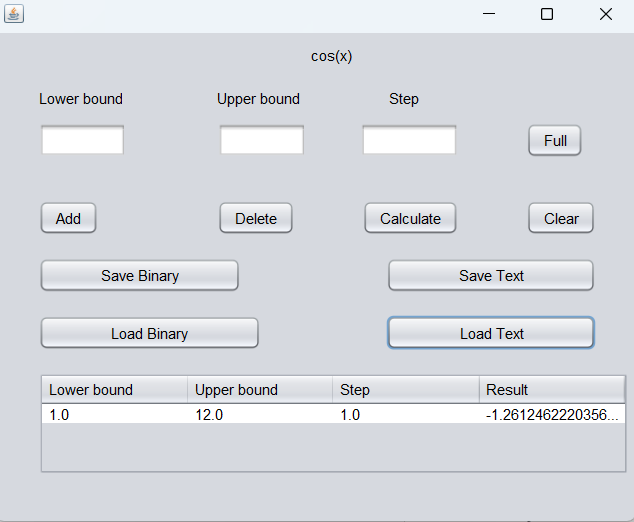 cos(x)
Lower bound Upper bound Step
Full
Add Delete Calculate Clear
Save Binary Save Text
Load Binary Load Text
Lower bound Upper bound Step Result
1.0 12.0 1.0 -1.2612462220356...